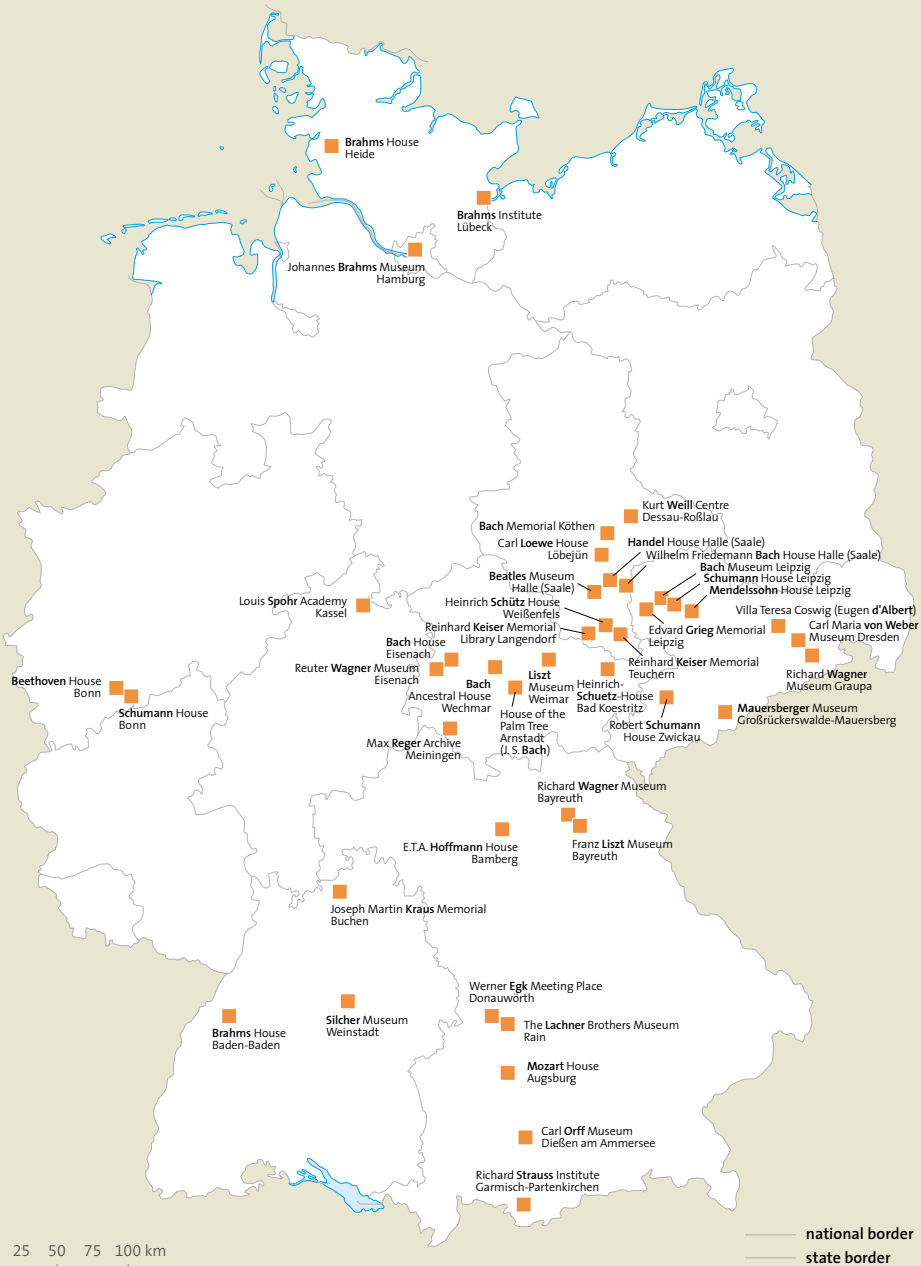 Brahms House
Heide
Brahms Institute
Lübeck
Johannes Brahms Museum
Hamburg
Kurt Weill Centre
Dessau-Roßlau
Bach Memorial Köthen
Carl Loewe House
Löbejün
Handel House Halle (Saale)
Wilhelm Friedemann Bach House Halle (Saale)
Bach Museum Leipzig
Schumann House Leipzig
Mendelssohn House Leipzig
Beatles Museum
Halle (Saale)
Heinrich Schütz House
Weißenfels
Reinhard Keiser Memorial
Library Langendorf
Louis Spohr Academy
Kassel
Villa Teresa Coswig (Eugen d'Albert)
Carl Maria von Weber
Museum Dresden
Edvard Grieg Memorial
Leipzig
Reinhard Keiser Memorial
Teuchern
Richard Wagner
Museum Graupa
Bach House
Eisenach
Reuter Wagner Museum
Eisenach
Bach
Ancestral House
Wechmar
Liszt
Museum
Weimar
House of the
Palm Tree
Arnstadt
(J. S. Bach)
Heinrich-
Schuetz-House
Bad Koestritz
Robert Schumann
House Zwickau
Mauersberger Museum
Großrückerswalde-Mauersberg
Beethoven House
Bonn
Schumann House
Bonn
Max Reger Archive
Meiningen
Richard Wagner Museum
Bayreuth
Franz Liszt Museum
Bayreuth
E.T.A. Hoffmann House
Bamberg
Joseph Martin Kraus Memorial
Buchen
Werner Egk Meeting Place
Donauwörth
The Lachner Brothers Museum
Rain
Silcher Museum
Weinstadt
Brahms House
Baden-Baden
Mozart House
Augsburg
Carl Orff Museum
Dießen am Ammersee
Richard Strauss Institute
Garmisch-Partenkirchen
25 50 75 100 km
national border
state border